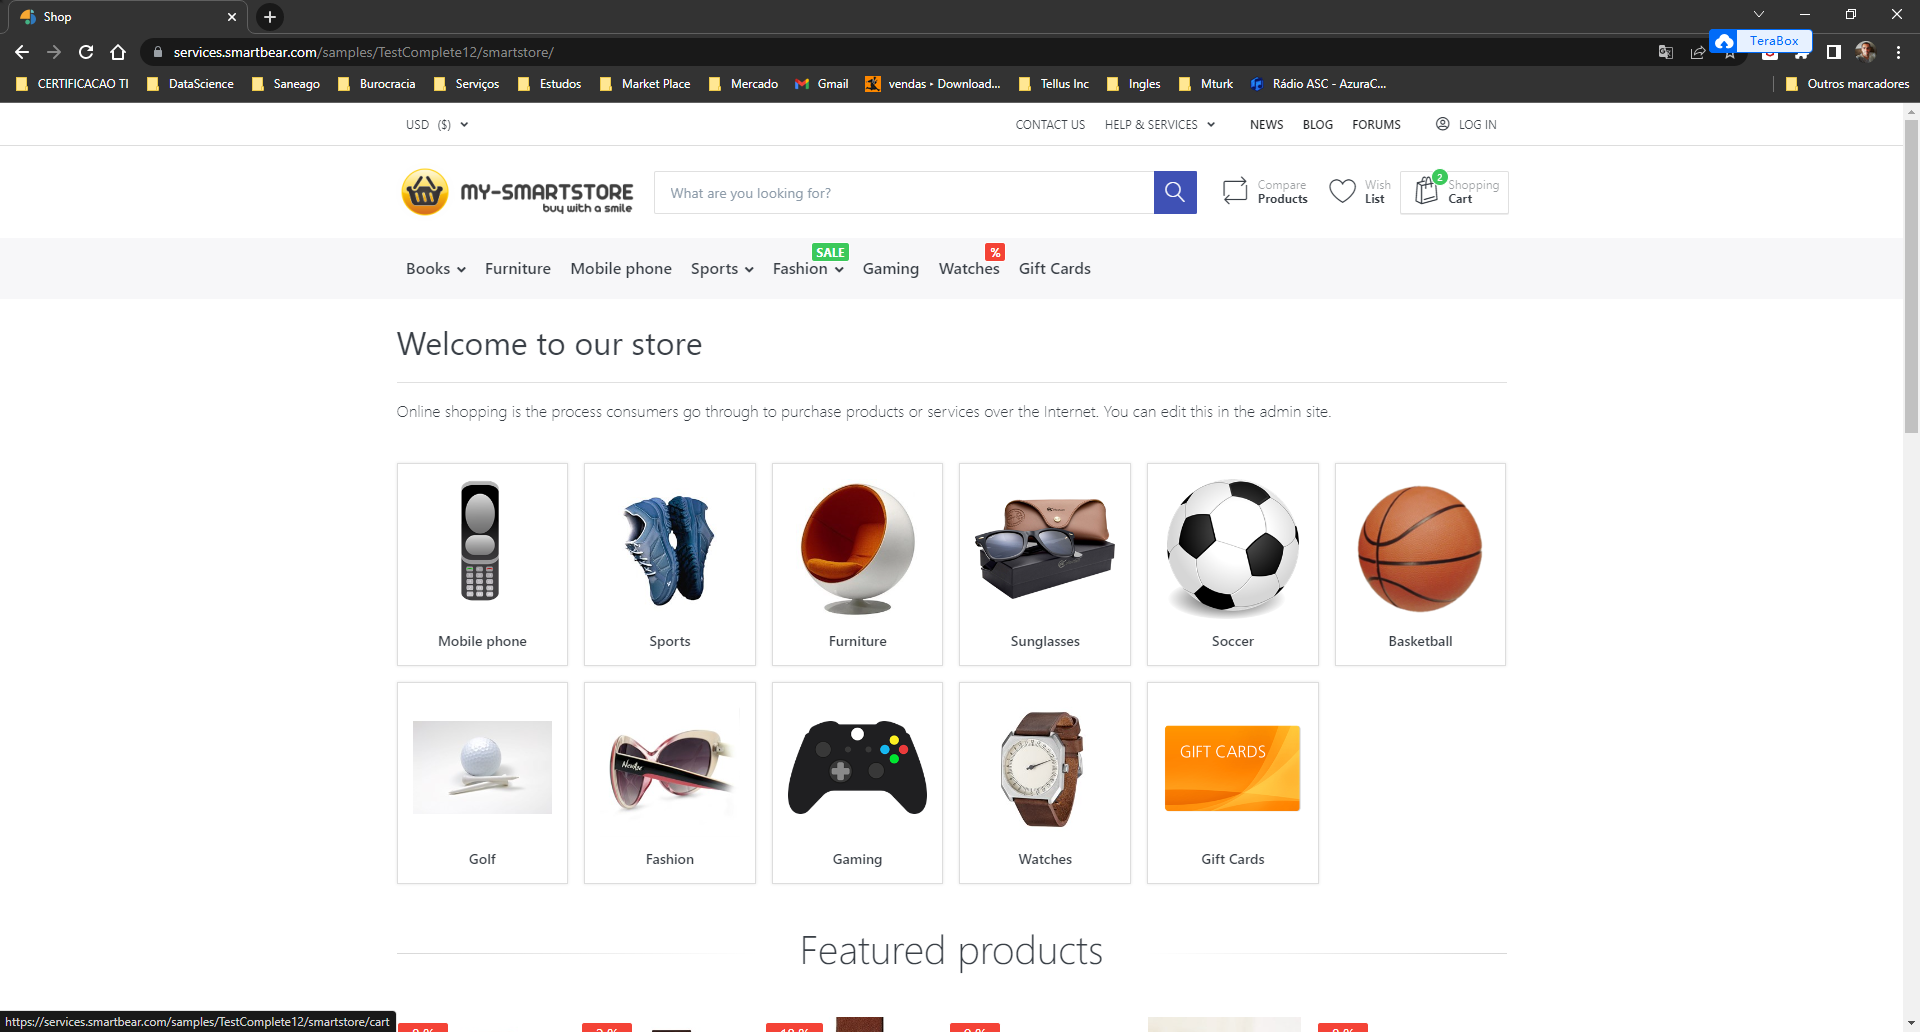 Shop
services.smartbear.com/samples/TestComplete12/smartstore/
TeraBox
CERTIFICACAO TI
DataScience
Saneago
Burocracia
Serviços
Estudos
Market Place
Mercado
Gmail
vendas ‣ Download...
Tellus Inc
Ingles
Mturk
Rádio ASC - AzuraC...
Outros marcadores
USD ($)
CONTACT US
HELP & SERVICES
NEWS
BLOG
FORUMS
LOG IN
MY-SMARTSTORE
buy with a smile
What are you looking for?
Compare
Products
Wish
List
2
Shopping
Cart
SALE
%
Books
Furniture
Mobile phone
Sports
Fashion
Gaming
Watches
Gift Cards
Welcome to our store
Online shopping is the process consumers go through to purchase products or services over the Internet. You can edit this in the admin site.
Mobile phone
Sports
Furniture
Sunglasses
Soccer
Basketball
GIFT CARDS
Golf
Fashion
Gaming
Watches
Gift Cards
Featured products
https://services.smartbear.com/samples/TestComplete12/smartstore/cart